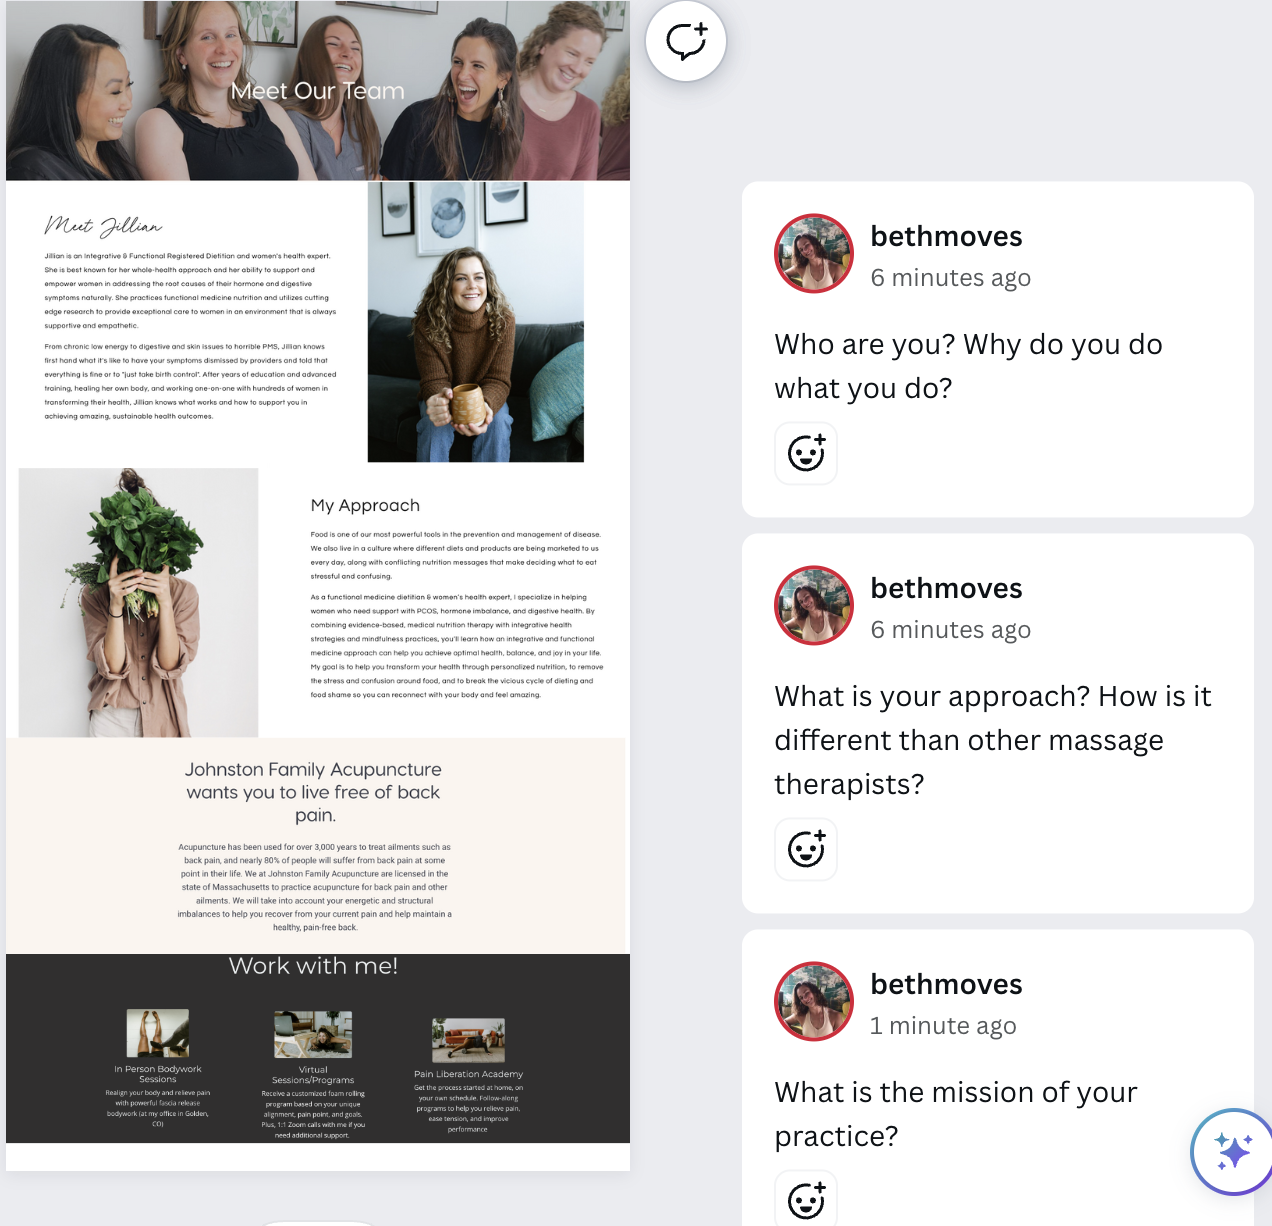 Meet Our Team
Meet Jillian
Jillian is an Integrative & Functional Registered Dietitian and women's health expert.
She is best known for her whole-health approach and her ability to support and
empower women in addressing the root causes of their hormone and digestive
symptoms naturally. She practices functional medicine nutrition and utilizes cutting
edge research to provide exceptional care to women in an environment that is always
supportive and empathetic.
From chronic low energy to digestive and skin issues to horrible PMS, Jillian knows
first hand what it's like to have your symptoms dismissed by providers and told that
everything is fine or to "just take birth control". After years of education and advanced
training, healing her own body, and working one-on-one with hundreds of women in
transforming their health, Jillian knows what works and how to support you in
achieving amazing, sustainable health outcomes.
My Approach
Food is one of our most powerful tools in the prevention and management of disease.
We also live in a culture where different diets and products are being marketed to us
every day, along with conflicting nutrition messages that make deciding what to eat
stressful and confusing.
As a functional medicine dietitian & women's health expert, I specialize in helping
women who need support with PCOS, hormone imbalance, and digestive health. By
combining evidence-based, medical nutrition therapy with integrative health
strategies and mindfulness practices, you'll learn how an integrative and functional
medicine approach can help you achieve optimal health, balance, and joy in your life.
My goal is to help you transform your health through personalized nutrition, to remove
the stress and confusion around food, and to break the vicious cycle of dieting and
food shame so you can reconnect with your body and feel amazing.
Johnston Family Acupuncture
wants you to live free of back
pain.
Acupuncture has been used for over 3,000 years to treat ailments such as
back pain, and nearly 80% of people will suffer from back pain at some
point in their life. We at Johnston Family Acupuncture are licensed in the
state of Massachusetts to practice acupuncture for back pain and other
ailments. We will take into account your energetic and structural
imbalances to help you recover from your current pain and help maintain a
healthy, pain-free back.
Work with me!
In Person Bodywork
Sessions
Realign your body and relieve pain
with powerful fascia release
bodywork (at my office in Golden,
CO)
Virtual
Sessions/Programs
Receive a customized foam rolling
program based on your unique
alignment, pain point, and goals.
Plus, 1:1 Zoom calls with me if you
need additional support.
Pain Liberation Academy
Get the process started at home, on
your own schedule. Follow-along
programs to help you relieve pain,
ease tension, and improve
performance
bethmoves
6 minutes ago
Who are you? Why do you do
what you do?
bethmoves
6 minutes ago
What is your approach? How is it
different than other massage
therapists?
bethmoves
1 minute ago
What is the mission of your
practice?